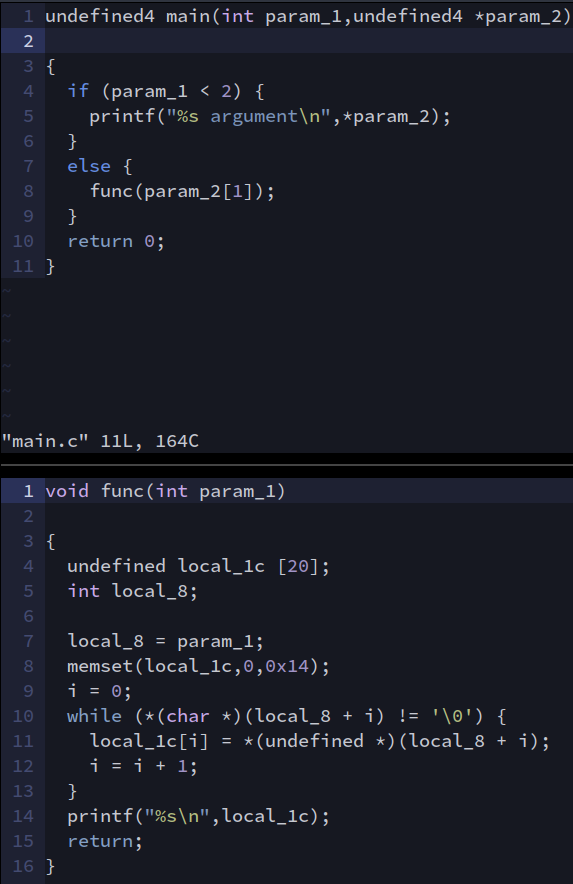 1 undefined4 main(int param_1,undefined4 *param_2)
2
3 {
4   if (param_1 < 2) {
5     printf("%s argument\n",*param_2);
6   }
7   else {
8     func(param_2[1]);
9   }
10   return 0;
11 }
~
~
~
~
~
~
"main.c" 11L, 164C
1 void func(int param_1)
2
3 {
4   undefined local_1c [20];
5   int local_8;
6
7   local_8 = param_1;
8   memset(local_1c,0,0x14);
9   i = 0;
10   while (*(char *)(local_8 + i) != '\0') {
11     local_1c[i] = *(undefined *)(local_8 + i);
12     i = i + 1;
13   }
14   printf("%s\n",local_1c);
15   return;
16 }